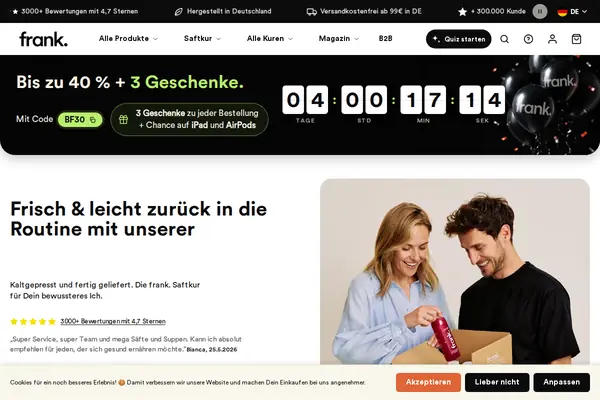 3000+ Bewertungen mit 4,7 Sternen
Hergestellt in Deutschland
Versandkostenfrei ab 99€ in DE
+ 300.000 Kunde
DE
frank.
Alle Produkte
Saftkur
Alle Kuren
Magazin
B2B
Quiz starten
Bis zu 40 % + 3 Geschenke.
Mit Code
BF30
3 Geschenke zu jeder Bestellung
+ Chance auf iPad und AirPods
04 : 00 : 17 : 14
TAGE STD MIN SEK
frank.
frank.
Frisch & leicht zurück in die
Routine mit unserer
Kaltgepresst und fertig geliefert. Die frank. Saftkur
für Dein bewussteres Ich.
3000+ Bewertungen mit 4,7 Sternen
„Super Service, super Team und mega Säfte und Suppen. Kann ich absolut
empfehlen für jeden, der sich gesund ernähren möchte.“ Bianca, 25.5.2026
frank.
Cookies für ein noch besseres Erlebnis! 🍪 Damit verbessern wir unsere Website und machen Dein Einkaufen bei uns angenehmer.
Akzeptieren
Lieber nicht
Anpassen